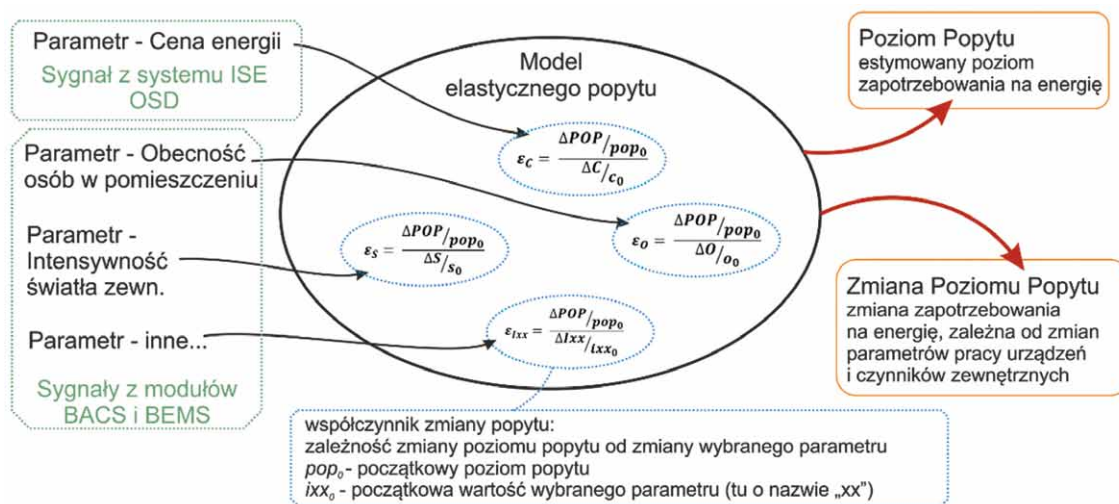 Parametr - Cena energii
Sygnał z systemu ISE
OSD
Parametr - Obecność
osób w pomieszczeniu
Parametr -
Intensywność
światła zewn.
Parametr - inne...
Sygnały z modułów
BACS i BEMS
Model
elastycznego popytu
ε_C = (ΔPOP/pop₀)/(ΔC/c₀)
ε_O = (ΔPOP/pop₀)/(ΔO/o₀)
ε_S = (ΔPOP/pop₀)/(ΔS/s₀)
ε_Ixx = (ΔPOP/pop₀)/(ΔIxx/ixx₀)
współczynnik zmiany popytu:
zależność zmiany poziomu popytu od zmiany wybranego parametru
pop₀ - początkowy poziom popytu
ixx₀ - początkowa wartość wybranego parametru (tu o nazwie „xx”)
Poziom Popytu
estymowany poziom
zapotrzebowania na energię
Zmiana Poziomu Popytu
zmiana zapotrzebowania
na energię, zależna od zmian
parametrów pracy urządzeń
i czynników zewnętrznych